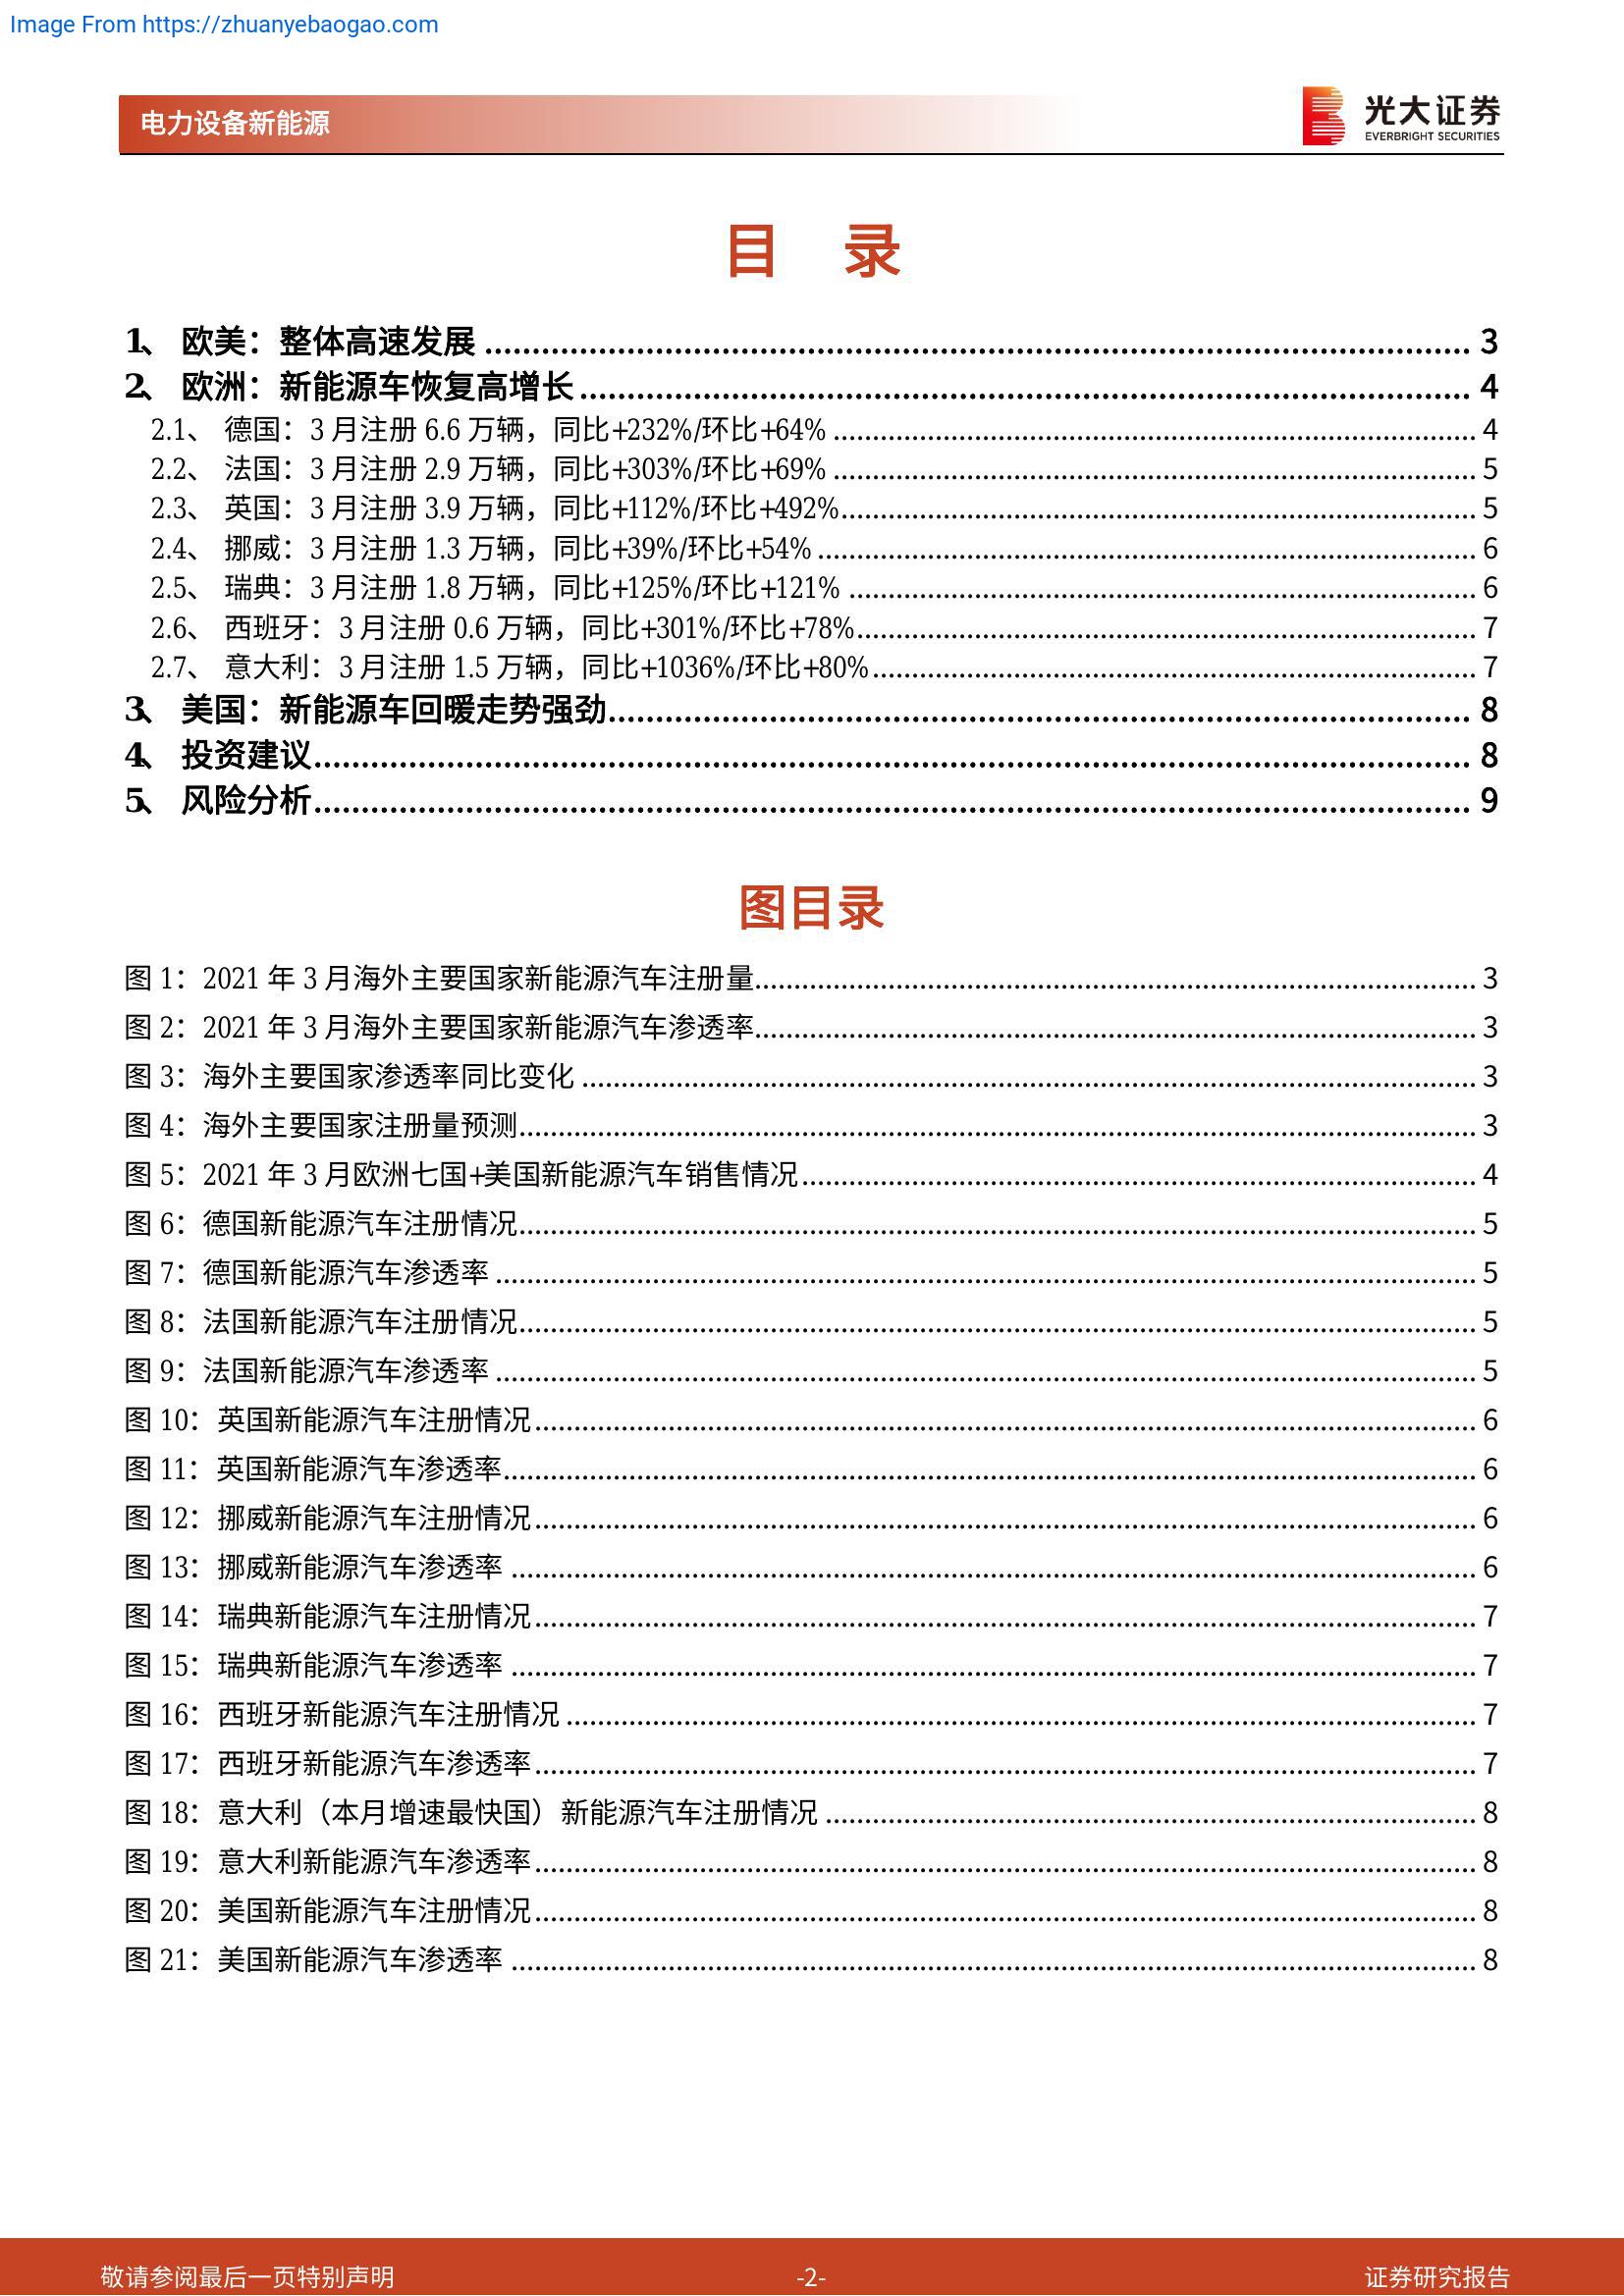 Image From https://zhuanyebaogao.com
电力设备新能源
光大证券
EVERBRIGHT SECURITIES
目 录
1、 欧美：整体高速发展 3
2、 欧洲：新能源车恢复高增长 4
2.1、 德国：3 月注册 6.6 万辆，同比+232%/环比+64% 4
2.2、 法国：3 月注册 2.9 万辆，同比+303%/环比+69% 5
2.3、 英国：3 月注册 3.9 万辆，同比+112%/环比+492% 5
2.4、 挪威：3 月注册 1.3 万辆，同比+39%/环比+54% 6
2.5、 瑞典：3 月注册 1.8 万辆，同比+125%/环比+121% 6
2.6、 西班牙：3 月注册 0.6 万辆，同比+301%/环比+78% 7
2.7、 意大利：3 月注册 1.5 万辆，同比+1036%/环比+80% 7
3、 美国：新能源车回暖走势强劲 8
4、 投资建议 8
5、 风险分析 9
图目录
图 1：2021 年 3 月海外主要国家新能源汽车注册量 3
图 2：2021 年 3 月海外主要国家新能源汽车渗透率 3
图 3：海外主要国家渗透率同比变化 3
图 4：海外主要国家注册量预测 3
图 5：2021 年 3 月欧洲七国+美国新能源汽车销售情况 4
图 6：德国新能源汽车注册情况 5
图 7：德国新能源汽车渗透率 5
图 8：法国新能源汽车注册情况 5
图 9：法国新能源汽车渗透率 5
图 10：英国新能源汽车注册情况 6
图 11：英国新能源汽车渗透率 6
图 12：挪威新能源汽车注册情况 6
图 13：挪威新能源汽车渗透率 6
图 14：瑞典新能源汽车注册情况 7
图 15：瑞典新能源汽车渗透率 7
图 16：西班牙新能源汽车注册情况 7
图 17：西班牙新能源汽车渗透率 7
图 18：意大利（本月增速最快国）新能源汽车注册情况 8
图 19：意大利新能源汽车渗透率 8
图 20：美国新能源汽车注册情况 8
图 21：美国新能源汽车渗透率 8
敬请参阅最后一页特别声明 -2- 证券研究报告